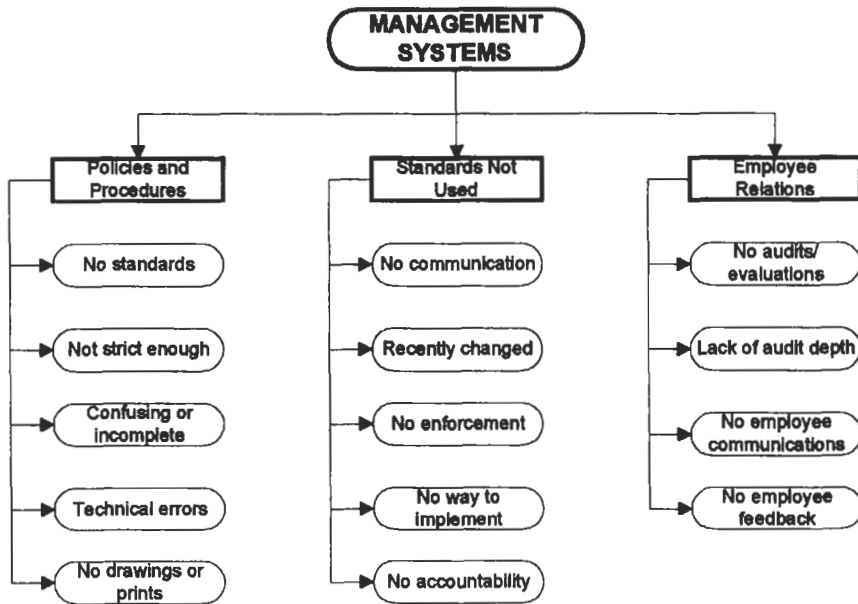 MANAGEMENT
SYSTEMS
Policies and
Procedures
No standards
Not strict enough
Confusing or
incomplete
Technical errors
No drawings or
prints
Standards Not
Used
No communication
Recently changed
No enforcement
No way to
implement
No accountability
Employee
Relations
No audits/
evaluations
Lack of audit depth
No employee
communications
No employee
feedback